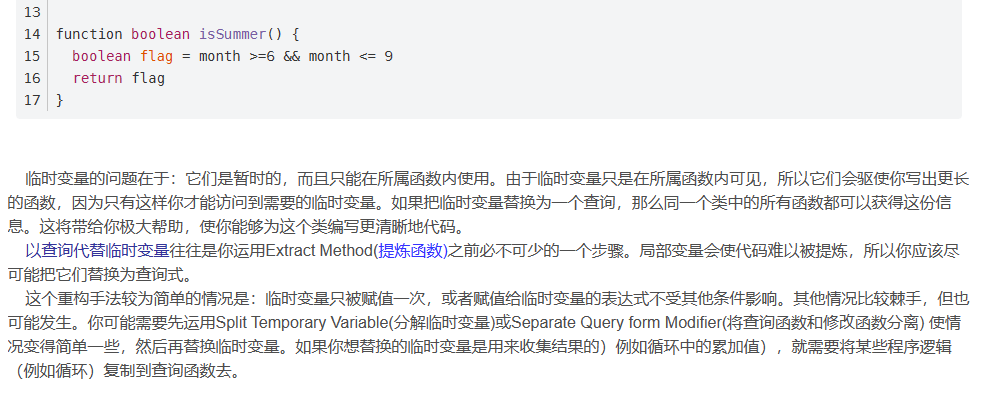 13
14 function boolean isSummer() {
15 boolean flag = month >=6 && month <= 9
16 return flag
17 }
临时变量的问题在于：它们是暂时的，而且只能在所属函数内使用。由于临时变量只是在所属函数内可见，所以它们会驱使你写出更长
的函数，因为只有这样你才能访问到需要的临时变量。如果把临时变量替换为一个查询，那么同一个类中的所有函数都可以获得这份信
息。这将带给你极大帮助，使你能够为这个类编写更清晰地代码。
以查询代替临时变量往往是你运用Extract Method(提炼函数)之前必不可少的一个步骤。局部变量会使代码难以被提炼，所以你应该尽
可能把它们替换为查询式。
这个重构手法较为简单的情况是：临时变量只被赋值一次，或者赋值给临时变量的表达式不受其他条件影响。其他情况比较棘手，但也
可能发生。你可能需要先运用Split Temporary Variable(分解临时变量)或Separate Query form Modifier(将查询函数和修改函数分离) 使情
况变得简单一些，然后再替换临时变量。如果你想替换的临时变量是用来收集结果的）例如循环中的累加值），就需要将某些程序逻辑
（例如循环）复制到查询函数去。